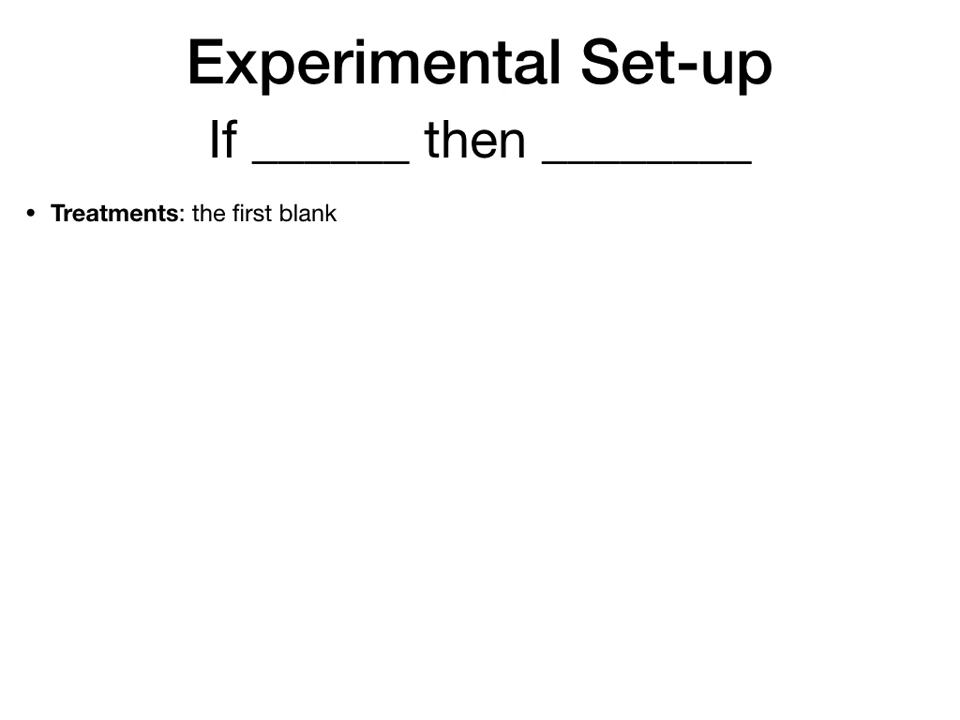 Experimental Set-up
If ______ then ________
• Treatments: the first blank